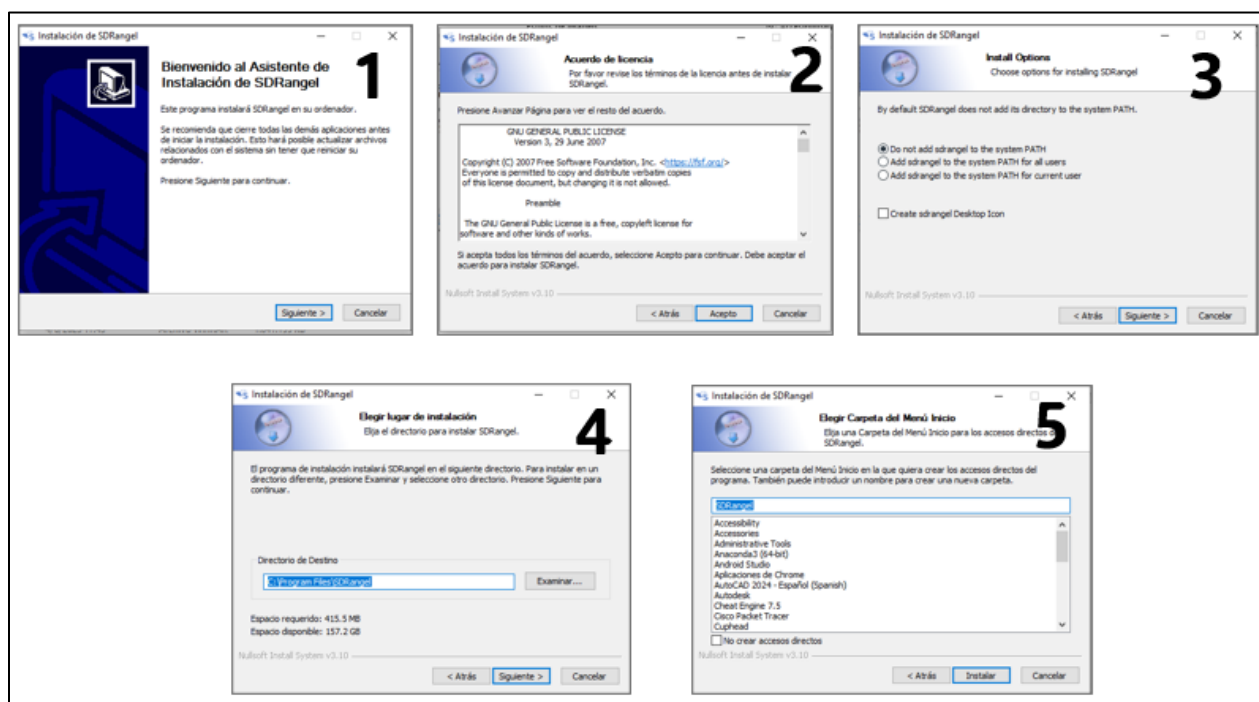 Instalación de SDRangel
1
Bienvenido al Asistente de
Instalación de SDRangel
Este programa instalará SDRangel en su ordenador.
Se recomienda que cierre todas las demás aplicaciones antes
de iniciar la instalación. Esto hará posible actualizar archivos
relacionados con el sistema sin tener que reiniciar su
ordenador.
Presione Siguiente para continuar.
Siguiente >
Cancelar
Instalación de SDRangel
2
Acuerdo de licencia
Por favor revise los términos de la licencia antes de instalar
SDRangel.
Presione Avanzar Página para ver el resto del acuerdo.
GNU GENERAL PUBLIC LICENSE
Version 3, 29 June 2007
Copyright (C) 2007 Free Software Foundation, Inc. <https://fsf.org/>
Everyone is permitted to copy and distribute verbatim copies
of this license document, but changing it is not allowed.
Preamble
The GNU General Public License is a free, copyleft license for
software and other kinds of works.
Si acepta todos los términos del acuerdo, seleccione Acepto para continuar. Debe aceptar el
acuerdo para instalar SDRangel.
Nullsoft Install System v3.10
< Atrás
Acepto
Cancelar
Instalación de SDRangel
3
Install Options
Choose options for installing SDRangel
By default SDRangel does not add its directory to the system PATH.
Do not add sdrangel to the system PATH
Add sdrangel to the system PATH for all users
Add sdrangel to the system PATH for current user
Create sdrangel Desktop Icon
Nullsoft Install System v3.10
< Atrás
Siguiente >
Cancelar
Instalación de SDRangel
4
Elegir lugar de instalación
Elija el directorio para instalar SDRangel.
El programa de instalación instalará SDRangel en el siguiente directorio. Para instalar en un
directorio diferente, presione Examinar y seleccione otro directorio. Presione Siguiente para
continuar.
Directorio de Destino
C:\Program Files\SDRangel
Examinar...
Espacio requerido: 415.5 MB
Espacio disponible: 157.2 GB
Nullsoft Install System v3.10
< Atrás
Siguiente >
Cancelar
Instalación de SDRangel
5
Elegir Carpeta del Menú Inicio
Elija una Carpeta del Menú Inicio para los accesos directos
SDRangel.
Seleccione una carpeta del Menú Inicio en la que quiera crear los accesos directos del
programa. También puede introducir un nombre para crear una nueva carpeta.
SDRangel
Accessibility
Accessories
Administrative Tools
Anaconda3 (64-bit)
Android Studio
Aplicaciones de Chrome
AutoCAD 2024 - Español (Spanish)
Autodesk
Cheat Engine 7.5
Cisco Packet Tracer
Cuphead
No crear accesos directos
Nullsoft Install System v3.10
< Atrás
Instalar
Cancelar